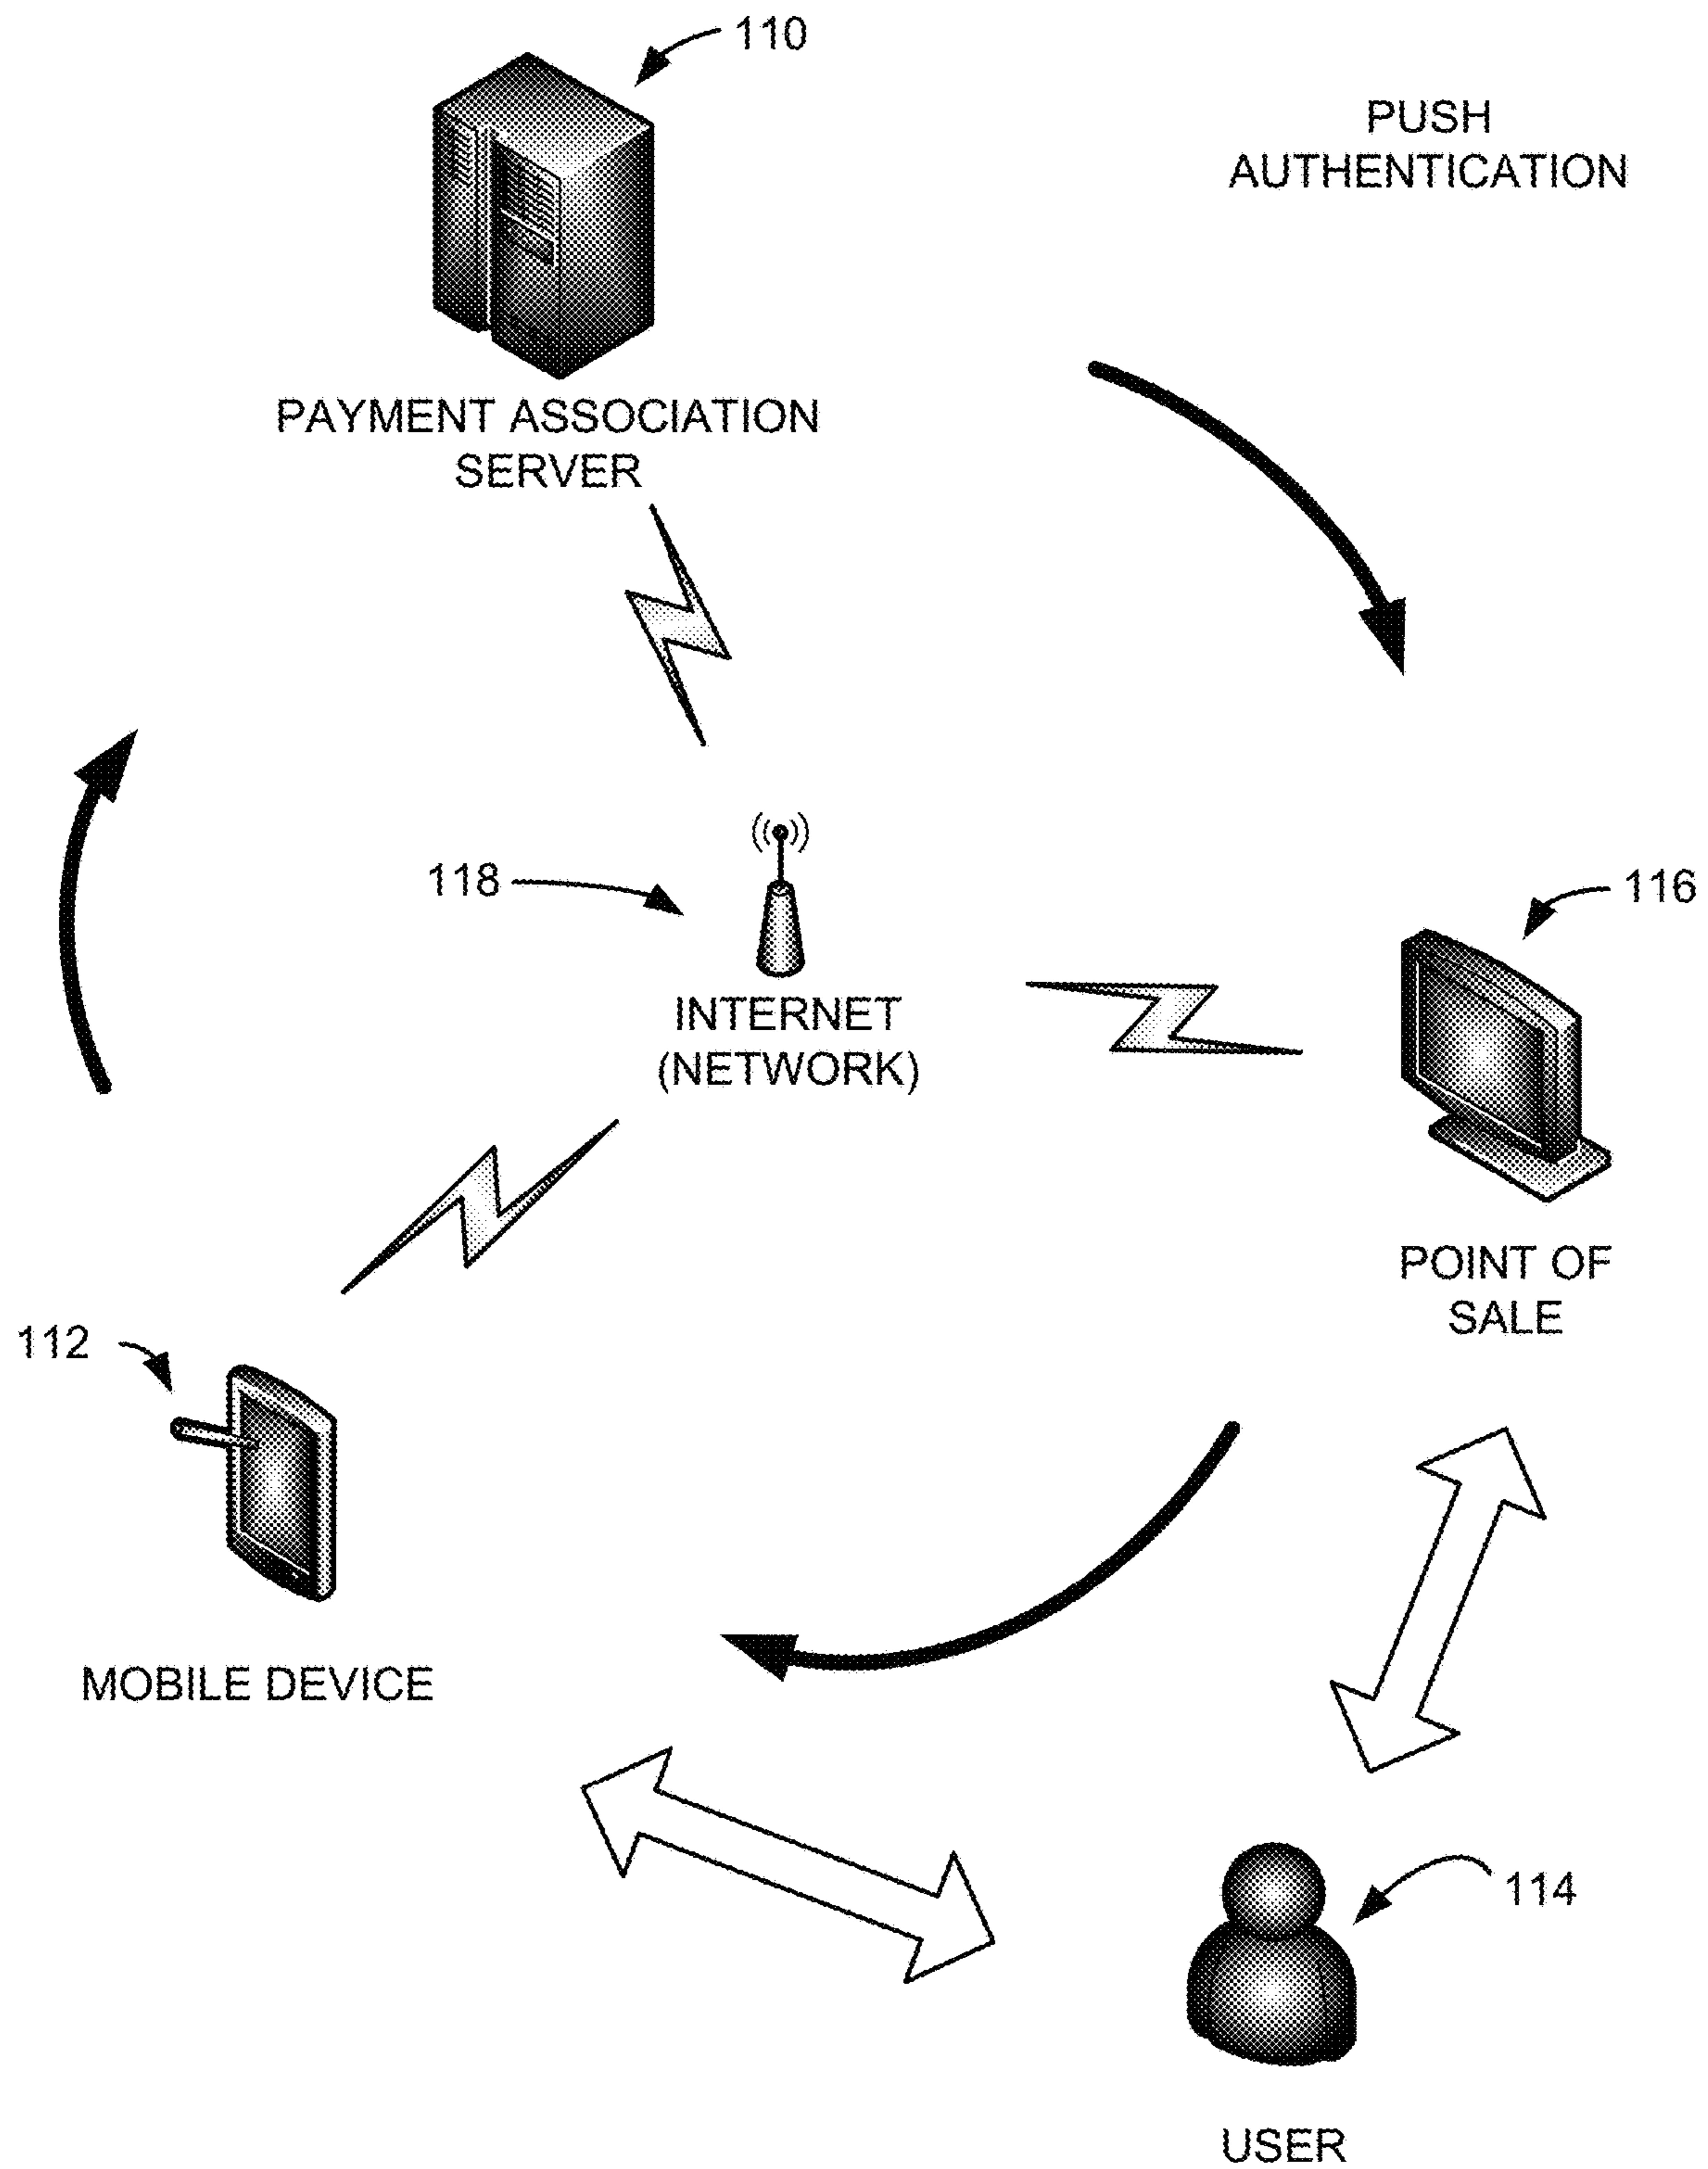 110
PUSH
AUTHENTICATION
PAYMENT ASSOCIATION
SERVER
118
116
INTERNET
(NETWORK)
POINT OF
SALE
112
MOBILE DEVICE
114
USER